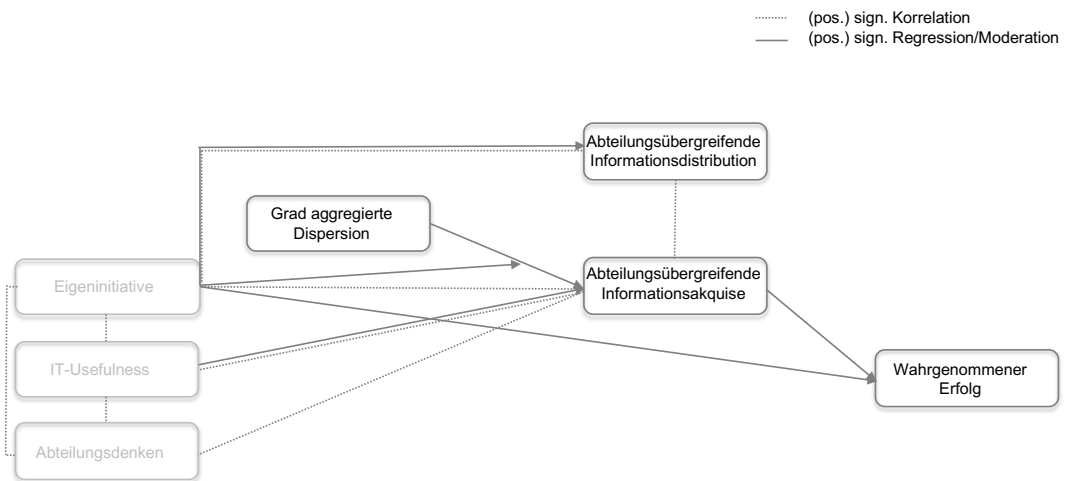 (pos.) sign. Korrelation
(pos.) sign. Regression/Moderation
Abteilungsübergreifende
Informationsdistribution
Grad aggregierte
Dispersion
Eigeninitiative
Abteilungsübergreifende
Informationsakquise
IT-Usefulness
Wahrgenommener
Erfolg
Abteilungsdenken